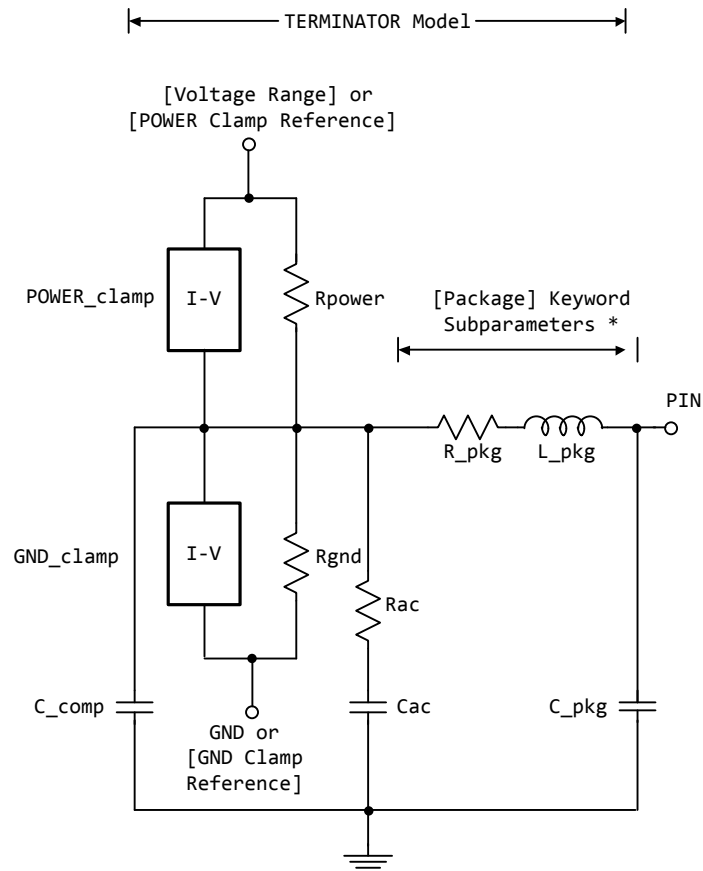 TERMINATOR Model
[Voltage Range] or
[POWER Clamp Reference]
POWER_clamp
I-V
Rpower
[Package] Keyword
Subparameters *
PIN
R_pkg
L_pkg
GND_clamp
I-V
Rgnd
Rac
C_comp
Cac
C_pkg
GND or
[GND Clamp
Reference]